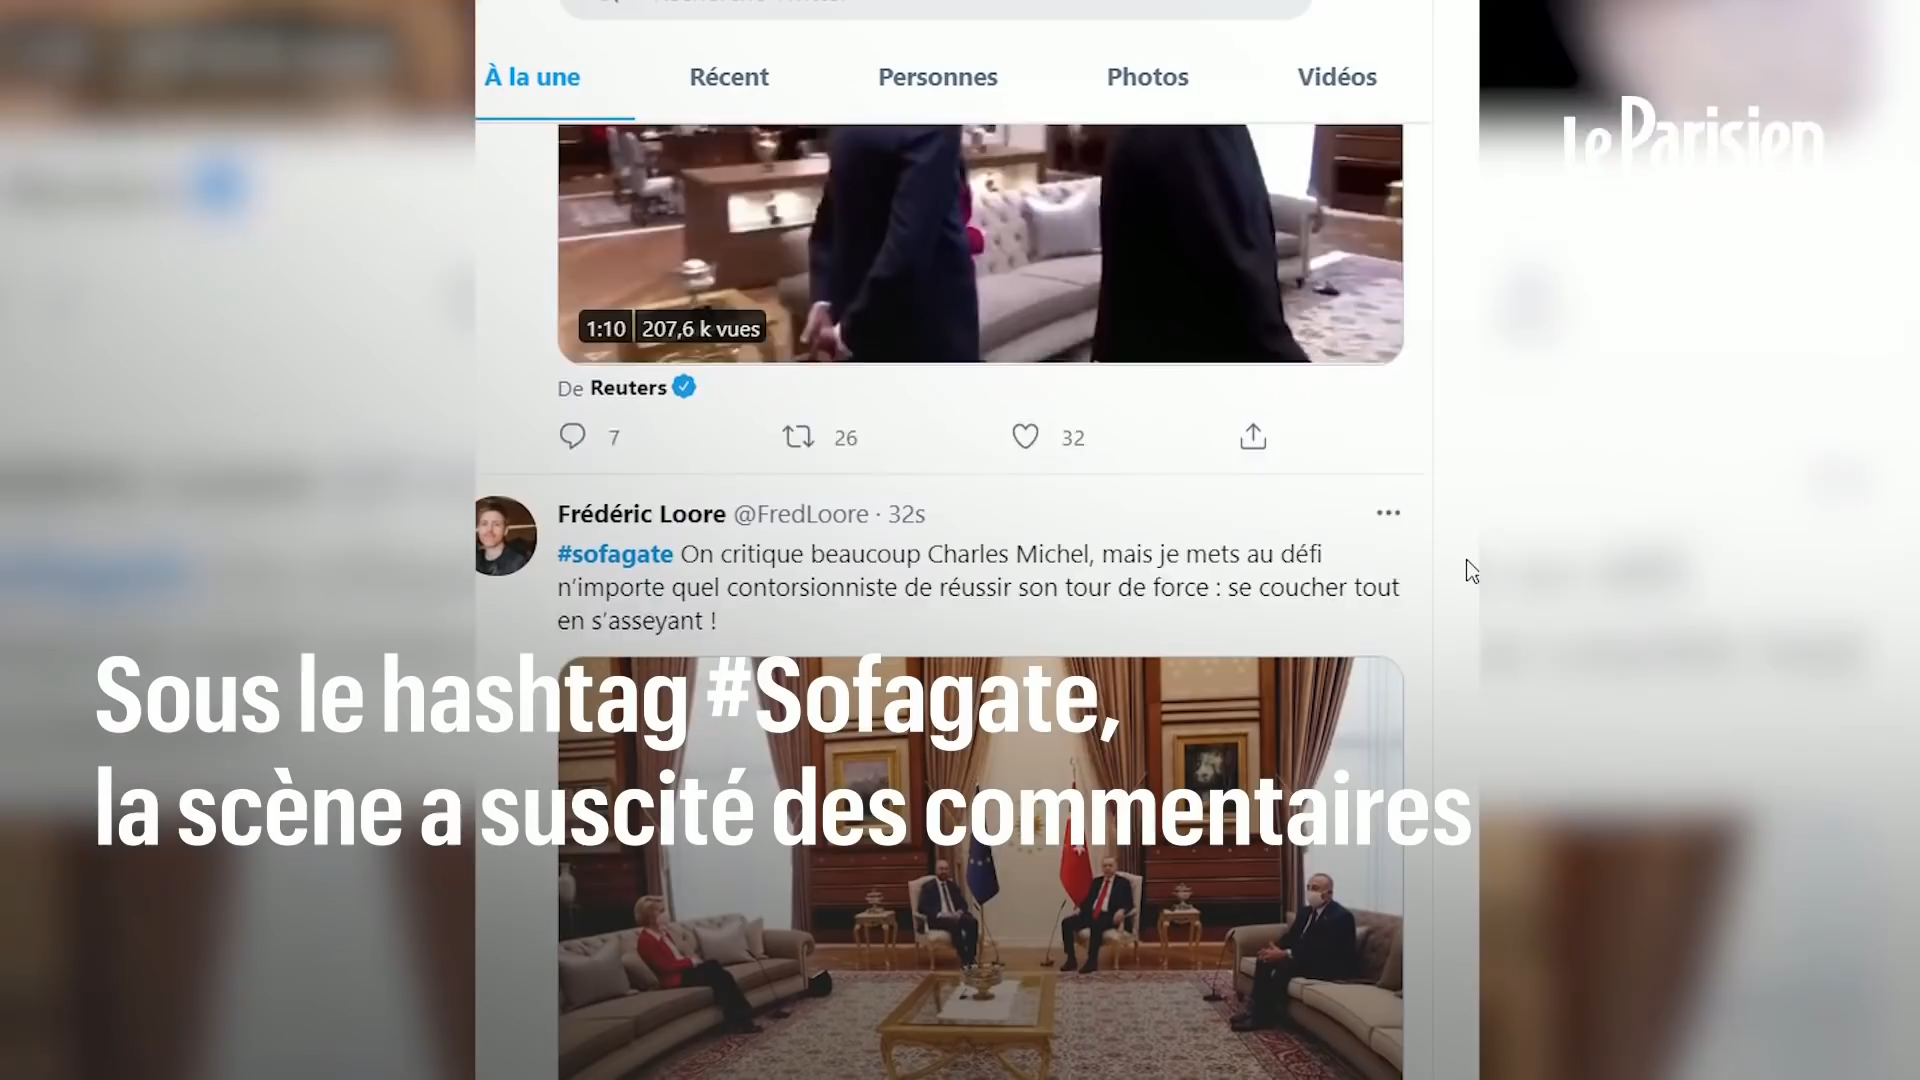 À la une
Récent
Personnes
Photos
Vidéos
Le Parisien
1:10
207,6 k vues
De Reuters
7
26
32
Frédéric Loore @FredLoore · 32s
#sofagate On critique beaucoup Charles Michel, mais je mets au défi
n'importe quel contorsionniste de réussir son tour de force : se coucher tout
en s'asseyant !
Sous le hashtag #Sofagate,
la scène a suscité des commentaires